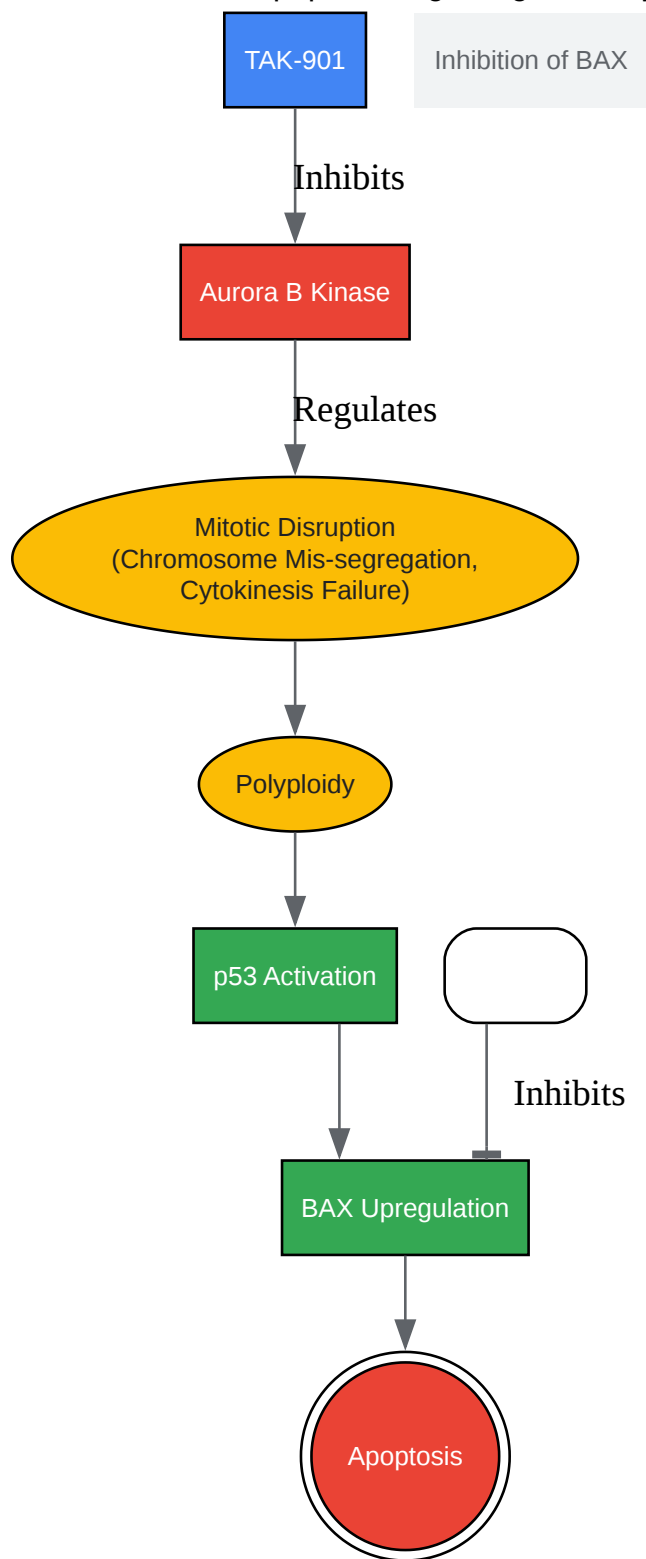 TAK-901
Inhibition of BAX
Inhibits
Aurora B Kinase
Regulates
Mitotic Disruption
(Chromosome Mis-segregation,
Cytokinesis Failure)
Polyploidy
p53 Activation
Inhibits
BAX Upregulation
Apoptosis